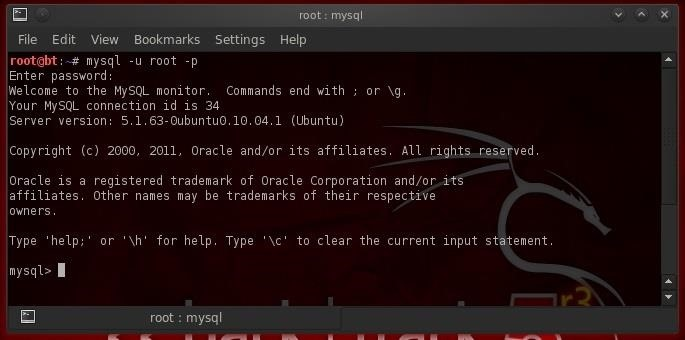 root : mysql
File Edit View Bookmarks Settings Help
root@bt:~# mysql -u root -p
Enter password:
Welcome to the MySQL monitor.  Commands end with ; or \g.
Your MySQL connection id is 34
Server version: 5.1.63-0ubuntu0.10.04.1 (Ubuntu)
Copyright (c) 2000, 2011, Oracle and/or its affiliates. All rights reserved.
Oracle is a registered trademark of Oracle Corporation and/or its
affiliates. Other names may be trademarks of their respective
owners.
Type 'help;' or '\h' for help. Type '\c' to clear the current input statement.
mysql>
r3
root : mysql